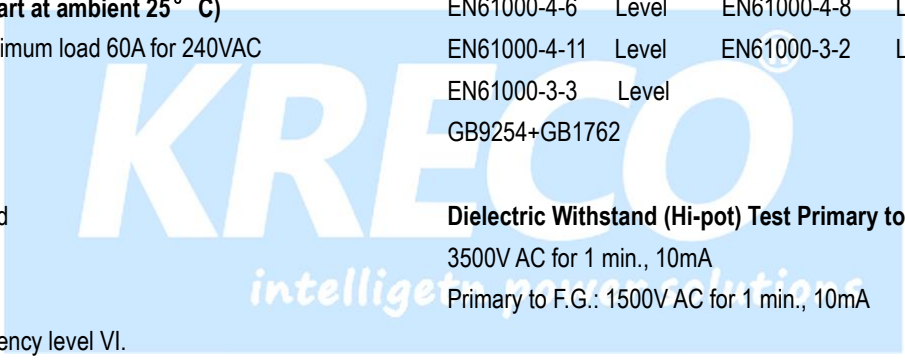 art at ambient 25°C)
imum load 60A for 240VAC
d
ency level VI.
EN61000-4-6 Level EN61000-4-8 L
EN61000-4-11 Level EN61000-3-2 L
EN61000-3-3 Level
GB9254+GB1762
Dielectric Withstand (Hi-pot) Test Primary to
3500V AC for 1 min., 10mA
Primary to F.G.: 1500V AC for 1 min., 10mA
KRECO®
intelligetn power solutions